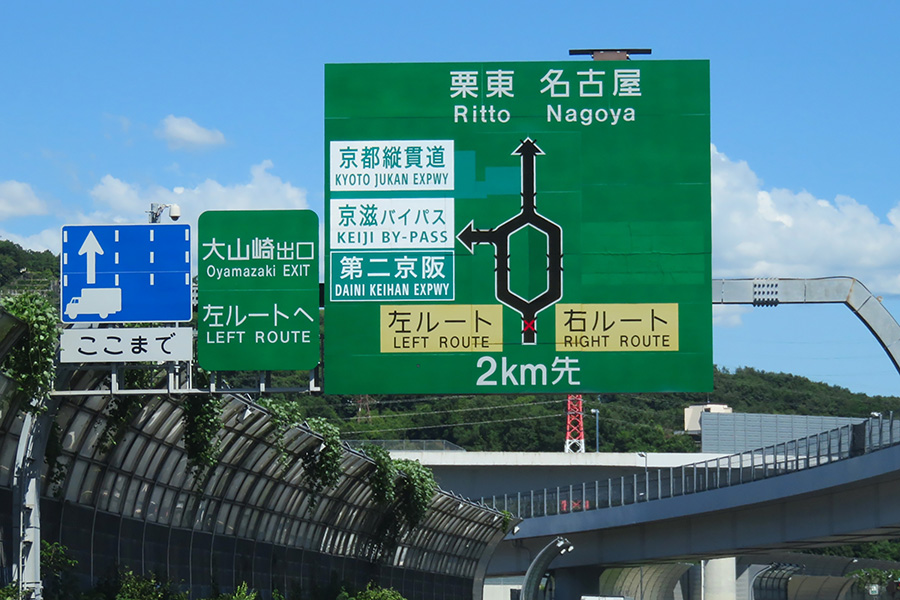 栗東 名古屋
Ritto Nagoya
京都縦貫道
KYOTO JUKAN EXPWY
京滋バイパス
KEIJI BY-PASS
第二京阪
DAINI KEIHAN EXPWY
左ルート
LEFT ROUTE
右ルート
RIGHT ROUTE
2km先
大山崎出口
Oyamazaki EXIT
左ルートへ
LEFT ROUTE
ここまで